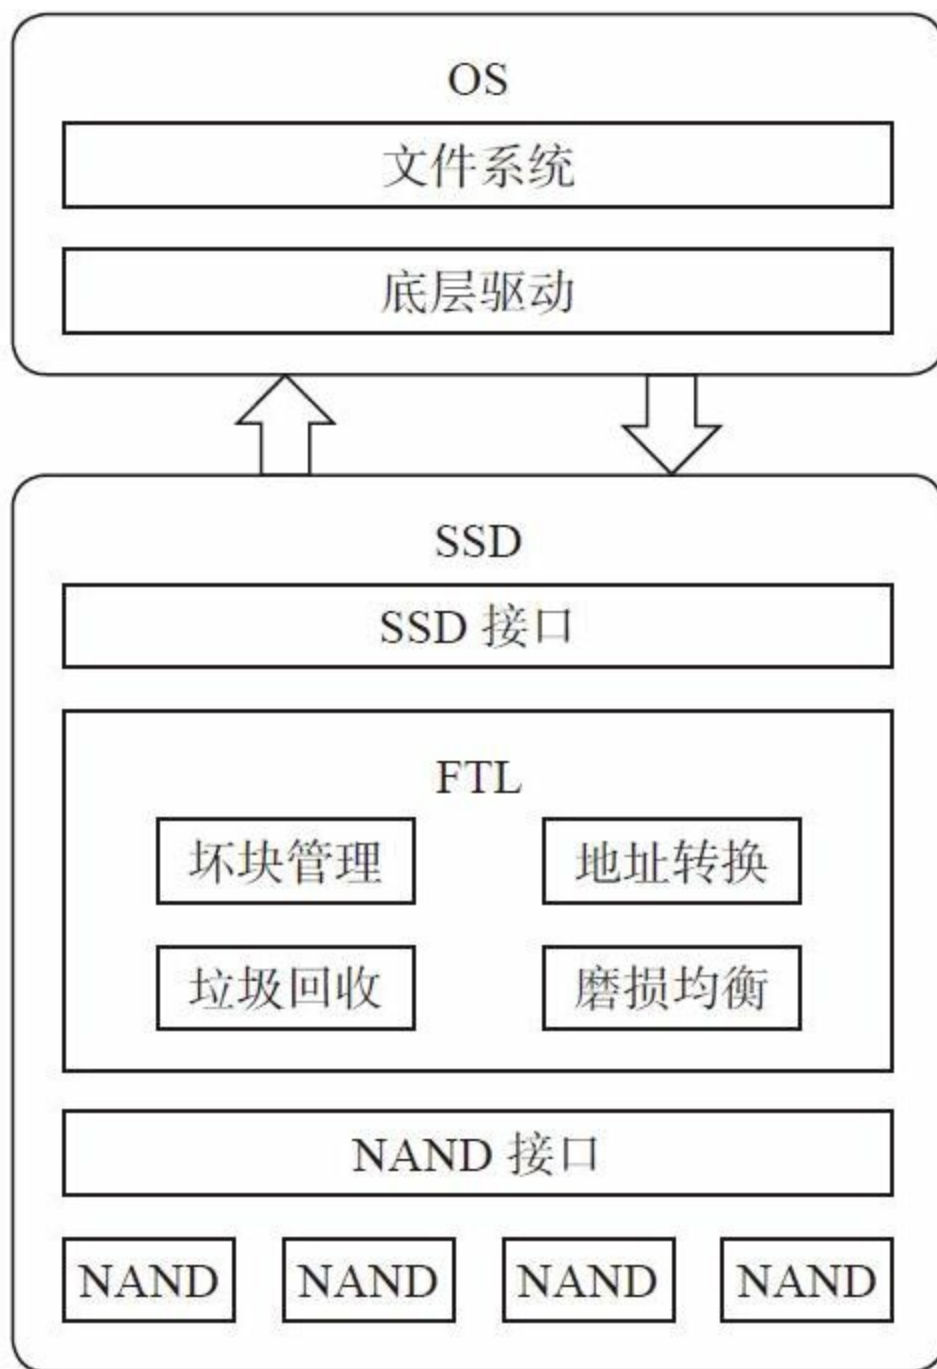 OS
文件系统
底层驱动
SSD
SSD 接口
FTL
坏块管理 地址转换
垃圾回收 磨损均衡
NAND 接口
NAND NAND NAND NAND